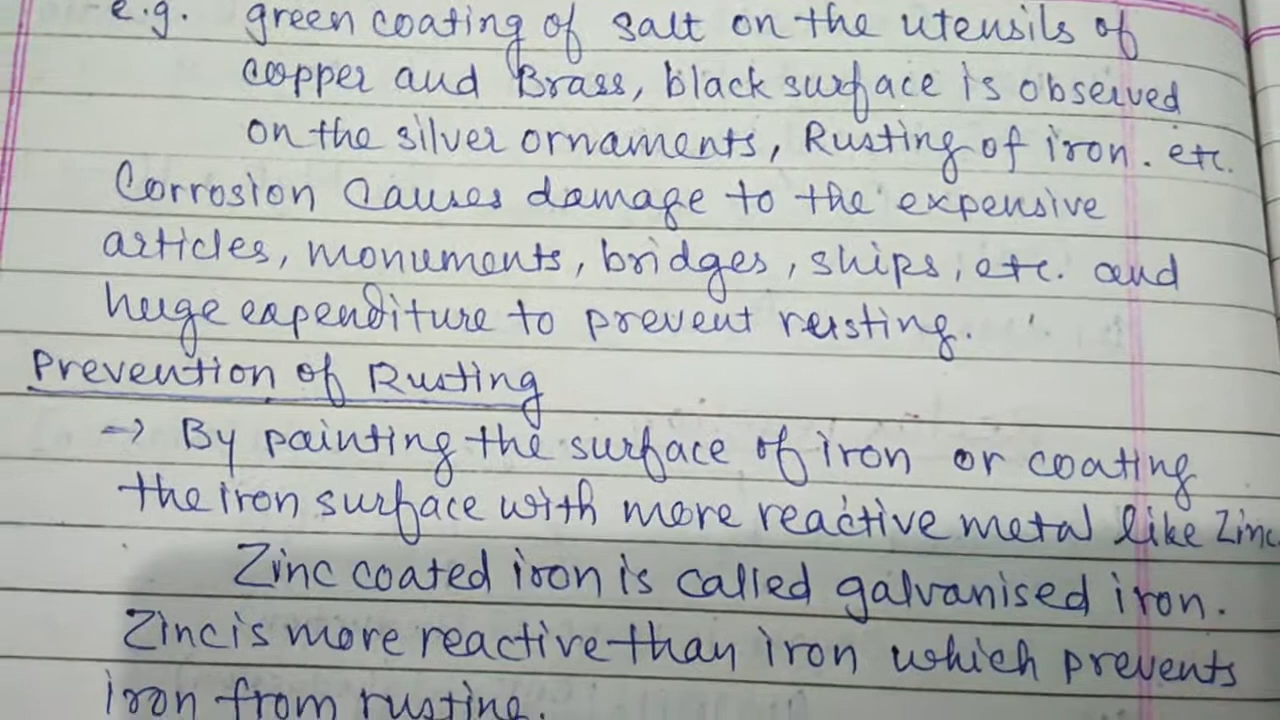 e.g. green coating of salt on the utensils of
copper and Brass, black surface is observed
on the silver ornaments, Rusting of iron. etc.
Corrosion causes damage to the expensive
articles, monuments, bridges, ships, etc. and
huge expenditure to prevent rusting.
Prevention of Rusting
→ By painting the surface of iron or coating
the iron surface with more reactive metal like Zinc.
Zinc coated iron is called galvanised iron.
Zinc is more reactive than iron which prevents
iron from rusting.